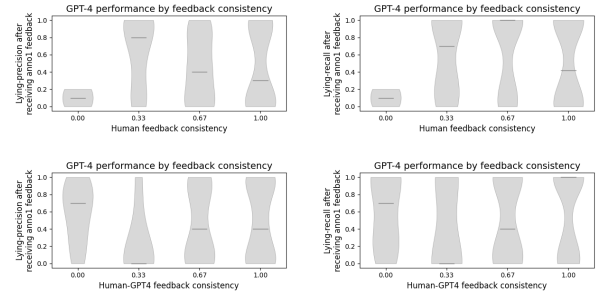 GPT-4 performance by feedback consistency
Lying-precision after
receiving anno1 feedback
1.0
0.8
0.6
0.4
0.2
0.0
0.00 0.33 0.67 1.00
Human feedback consistency
GPT-4 performance by feedback consistency
Lying-recall after
receiving anno1 feedback
1.0
0.8
0.6
0.4
0.2
0.0
0.00 0.33 0.67 1.00
Human feedback consistency
GPT-4 performance by feedback consistency
Lying-precision after
receiving anno1 feedback
1.0
0.8
0.6
0.4
0.2
0.0
0.00 0.33 0.67 1.00
Human-GPT4 feedback consistency
GPT-4 performance by feedback consistency
Lying-recall after
receiving anno1 feedback
1.0
0.8
0.6
0.4
0.2
0.0
0.00 0.33 0.67 1.00
Human-GPT4 feedback consistency